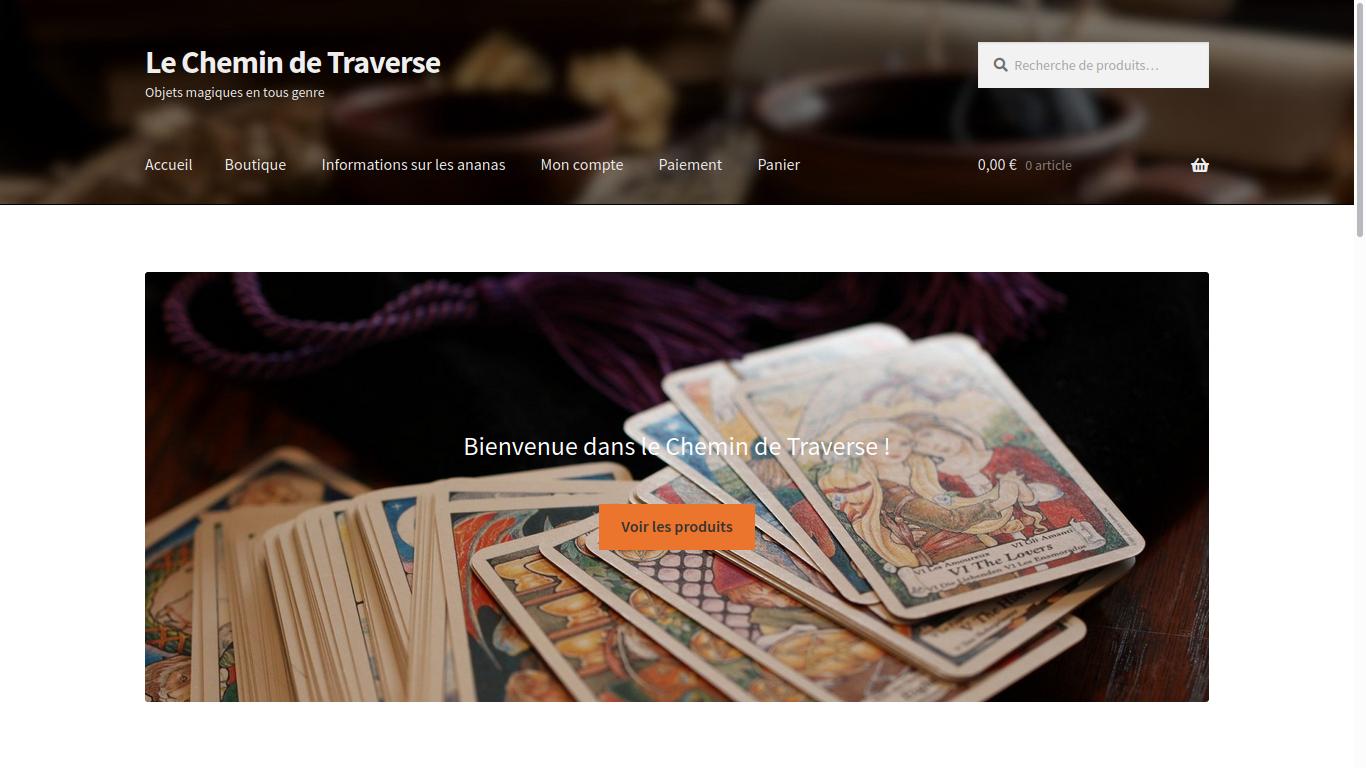 Le Chemin de Traverse
Objets magiques en tous genre
Recherche de produits…
Accueil Boutique Informations sur les ananas Mon compte Paiement Panier 0,00 € 0 article
Bienvenue dans le Chemin de Traverse !
Voir les produits
VI Les Amoureux VI Gli Amanti
VI The Lovers
VI Die Liebenden VI Los Enamorados